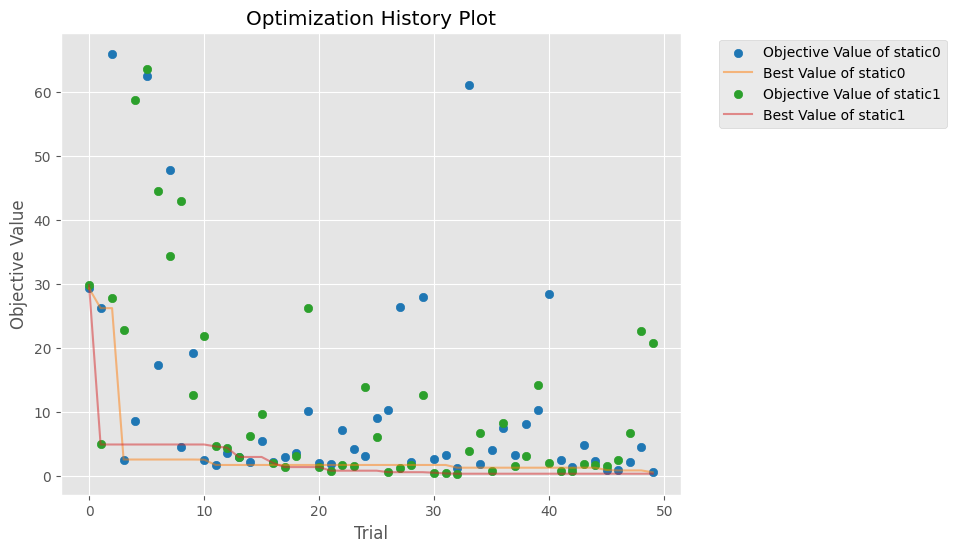 Optimization History Plot
Objective Value
60
50
40
30
20
10
0
0
10
20
30
40
50
Trial
Objective Value of static0
Best Value of static0
Objective Value of static1
Best Value of static1